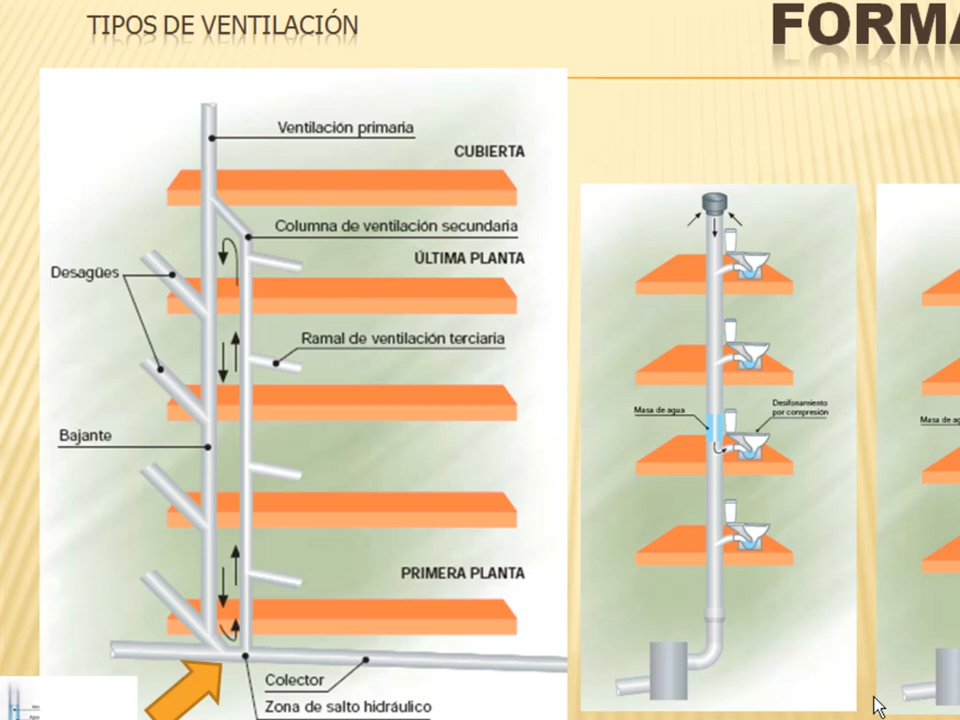 TIPOS DE VENTILACIÓN
FORMA
Ventilación primaria
CUBIERTA
Columna de ventilación secundaria
ÚLTIMA PLANTA
Desagües
Ramal de ventilación terciaria
Bajante
PRIMERA PLANTA
Colector
Zona de salto hidráulico
Masa de agua
Desifonamiento
por compresión
Masa de ag